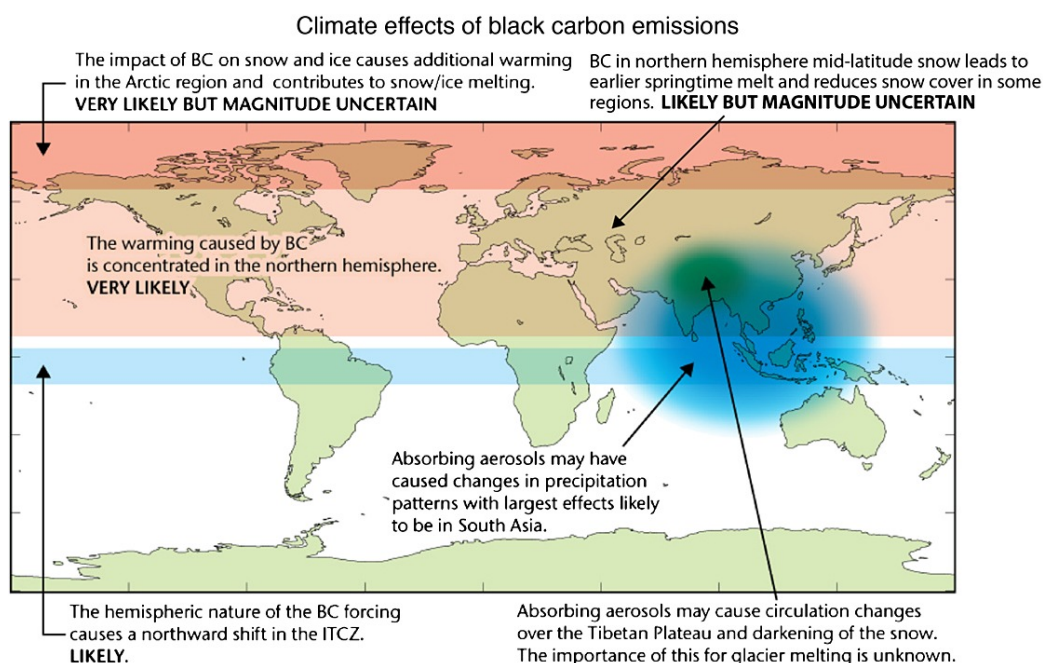 Climate effects of black carbon emissions
The impact of BC on snow and ice causes additional warming
in the Arctic region and contributes to snow/ice melting.
VERY LIKELY BUT MAGNITUDE UNCERTAIN
BC in northern hemisphere mid-latitude snow leads to
earlier springtime melt and reduces snow cover in some
regions. LIKELY BUT MAGNITUDE UNCERTAIN
The warming caused by BC
is concentrated in the northern hemisphere.
VERY LIKELY
Absorbing aerosols may have
caused changes in precipitation
patterns with largest effects likely
to be in South Asia.
The hemispheric nature of the BC forcing
causes a northward shift in the ITCZ.
LIKELY.
Absorbing aerosols may cause circulation changes
over the Tibetan Plateau and darkening of the snow.
The importance of this for glacier melting is unknown.